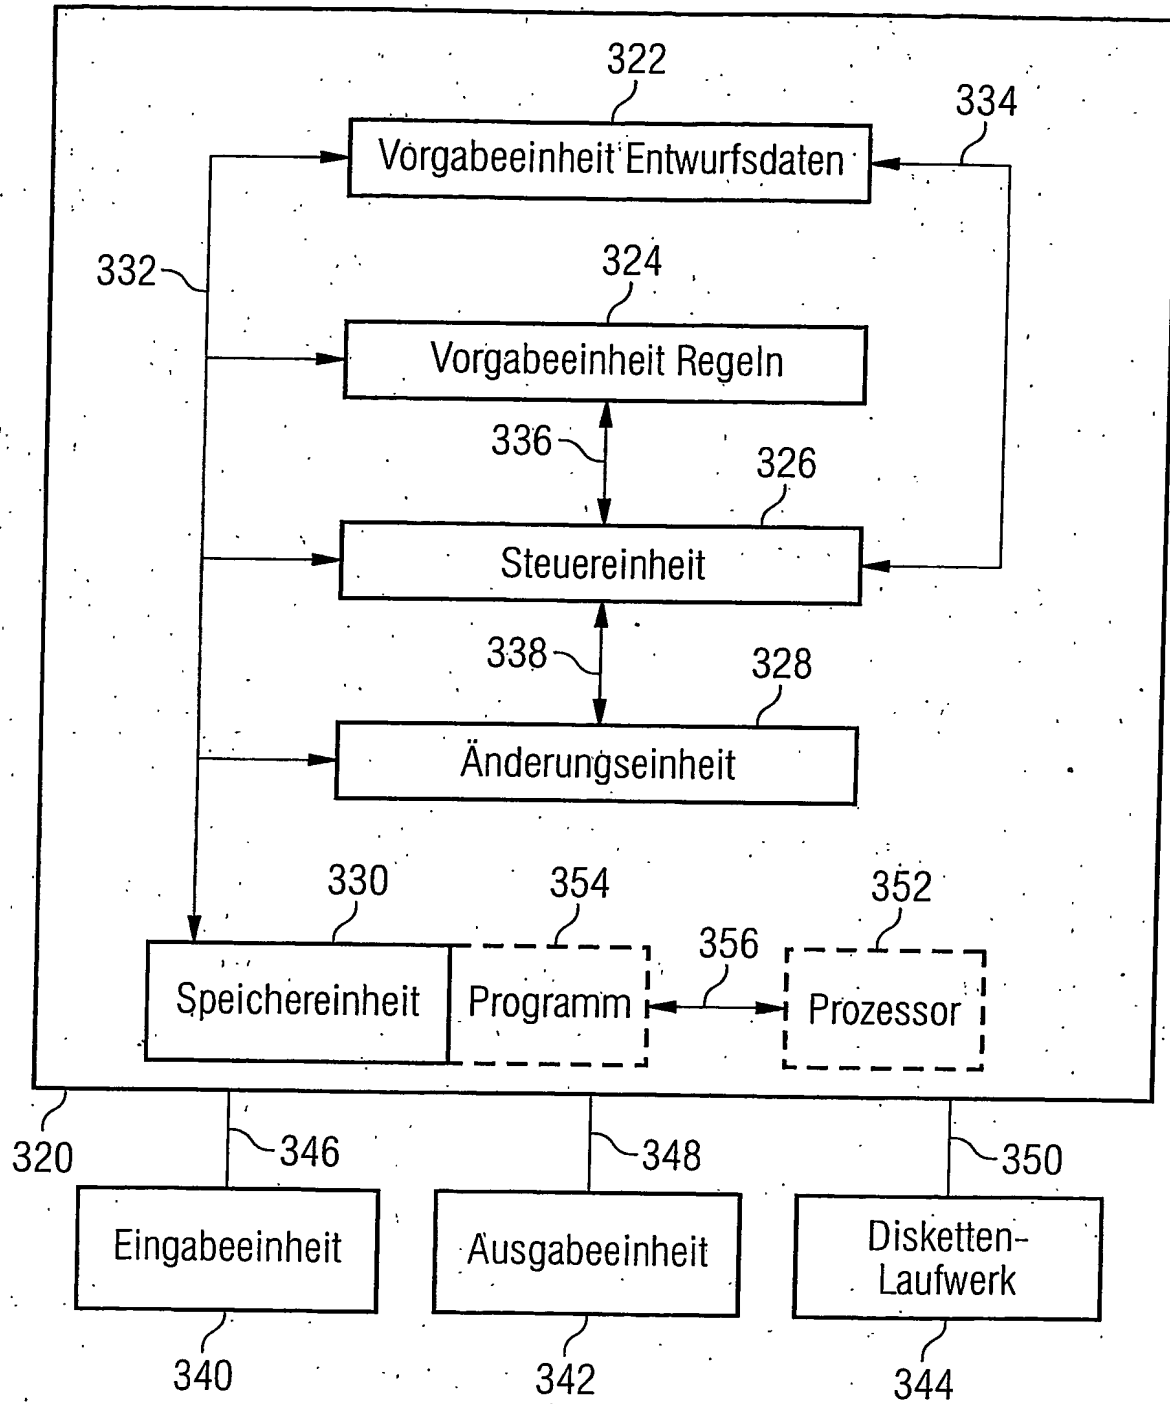 322
334
Vorgabeeinheit Entwurfsdaten
332
324
Vorgabeeinheit Regeln
336
326
Steuereinheit
338
328
Änderungseinheit
330
354
352
356
Speichereinheit
Programm
Prozessor
320
346
348
350
Eingabeeinheit
Ausgabeeinheit
Disketten-
Laufwerk
340
342
344